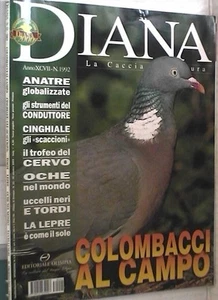 DIANA
La Caccia
Anno XCVII - N. 1992
ANATRE
globalizzate
gli strumenti del
CONDUTTORE
CINGHIALE
gli «scaccioni»
il trofeo del
CERVO
OCHE
nel mondo
uccelli neri
E TORDI
LA LEPRE
è come il sole
COLOMBACCI
AL CAMPO
EDITORIALE OLIMPIA